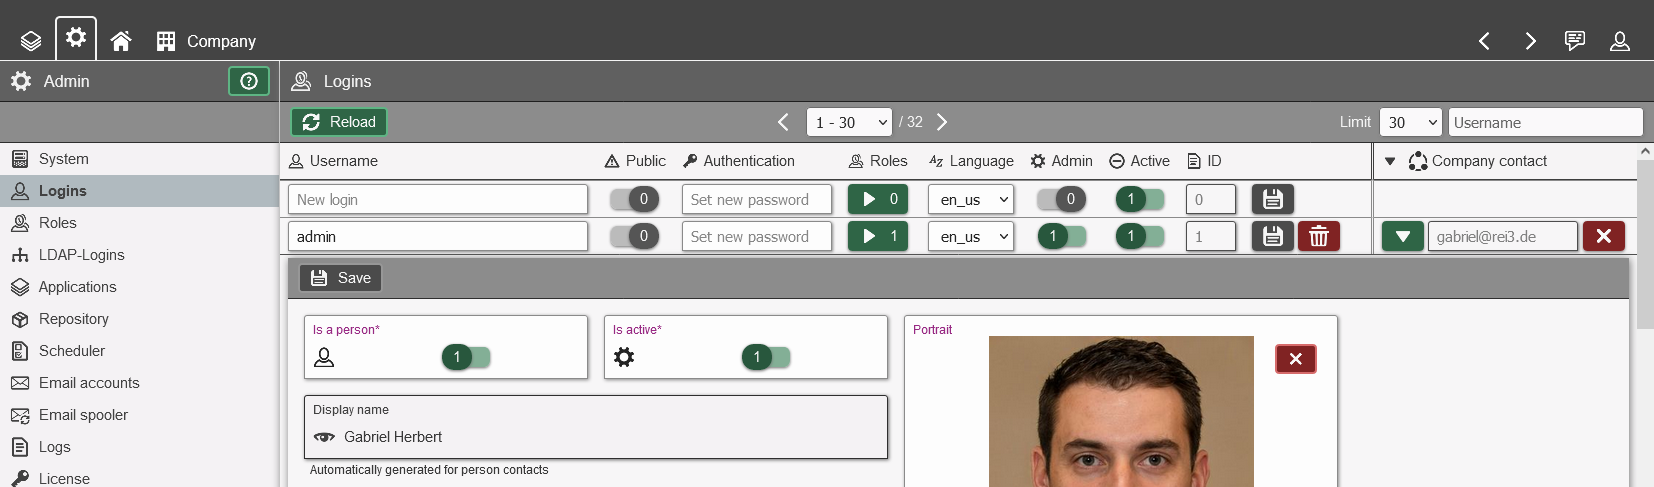 Company
Admin
Logins
Reload
1 - 30
/ 32
Limit
30
Username
System
Logins
Roles
LDAP-Logins
Applications
Repository
Scheduler
Email accounts
Email spooler
Logs
License
Username Public Authentication Roles Language Admin Active ID Company contact
New login 0 Set new password 0 en_us 0 1 0
admin 0 Set new password 1 en_us 1 1 1 gabriel@rei3.de
Save
Is a person*
1
Is active*
1
Portrait
Display name
Gabriel Herbert
Automatically generated for person contacts